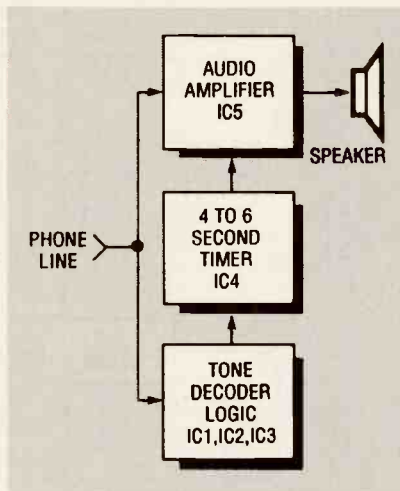 AUDIO
AMPLIFIER
IC5
SPEAKER
PHONE
LINE
4 TO 6
SECOND
TIMER
IC4
TONE
DECODER
LOGIC
IC1,IC2,IC3